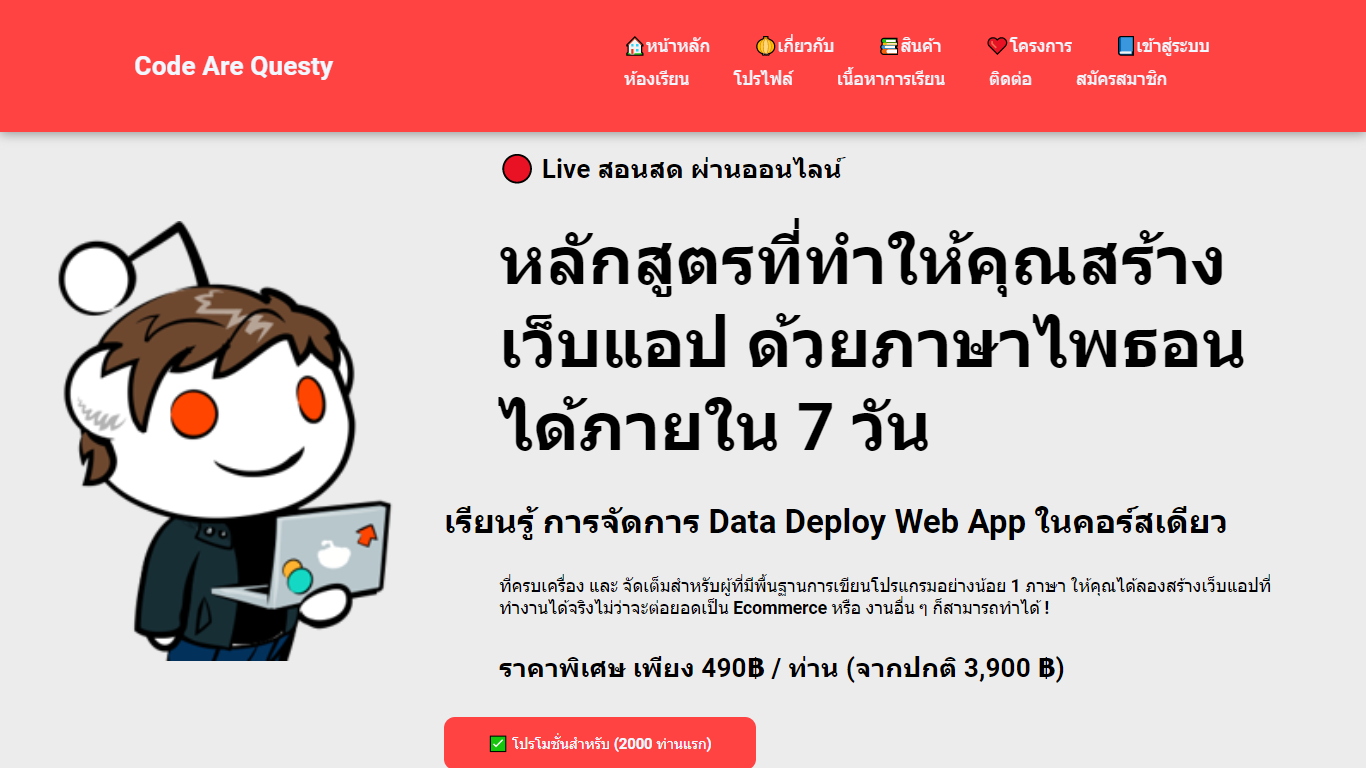 Code Are Questy
🏠หน้าหลัก เกี่ยวกับ 📚สินค้า ❤️โครงการ 📘เข้าสู่ระบบ
ห้องเรียน โปรไฟล์ เนื้อหาการเรียน ติดต่อ สมัครสมาชิก
🔴 Live สอนสด ผ่านออนไลน์์
หลักสูตรที่ทำให้คุณสร้าง
เว็บแอป ด้วยภาษาไพธอน
ได้ภายใน 7 วัน
เรียนรู้ การจัดการ Data Deploy Web App ในคอร์สเดียว
ที่ครบเครื่อง และ จัดเต็มสำหรับผู้ที่มีพื้นฐานการเขียนโปรแกรมอย่างน้อย 1 ภาษา ให้คุณได้ลองสร้างเว็บแอปที่
ทำงานได้จริงไม่ว่าจะต่อยอดเป็น Ecommerce หรือ งานอื่น ๆ ก็สามารถทำได้ !
ราคาพิเศษ เพียง 490฿ / ท่าน (จากปกติ 3,900 ฿)
✅ โปรโมชั่นสำหรับ (2000 ท่านแรก)